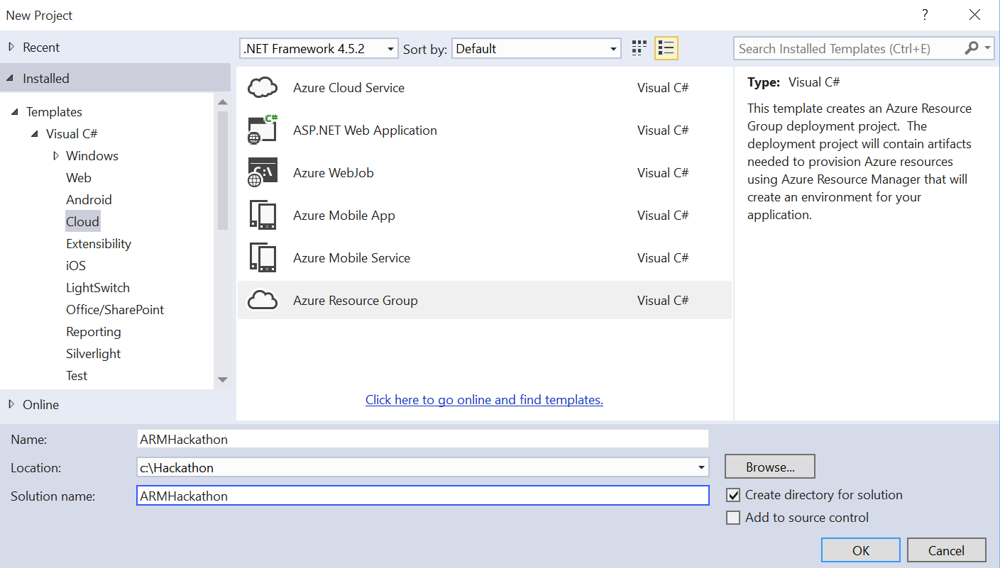 New Project
?
Recent
Installed
Templates
Visual C#
Windows
Web
Android
Cloud
Extensibility
iOS
LightSwitch
Office/SharePoint
Reporting
Silverlight
Test
Online
.NET Framework 4.5.2
Sort by: Default
Search Installed Templates (Ctrl+E)
Azure Cloud Service Visual C#
C#
ASP.NET Web Application Visual C#
Azure WebJob Visual C#
Azure Mobile App Visual C#
Azure Mobile Service Visual C#
Azure Resource Group Visual C#
Click here to go online and find templates.
Type: Visual C#
This template creates an Azure Resource
Group deployment project. The
deployment project will contain artifacts
needed to provision Azure resources
using Azure Resource Manager that will
create an environment for your
application.
Name: ARMHackathon
Location: c:\Hackathon
Browse...
Solution name: ARMHackathon
Create directory for solution
Add to source control
OK
Cancel